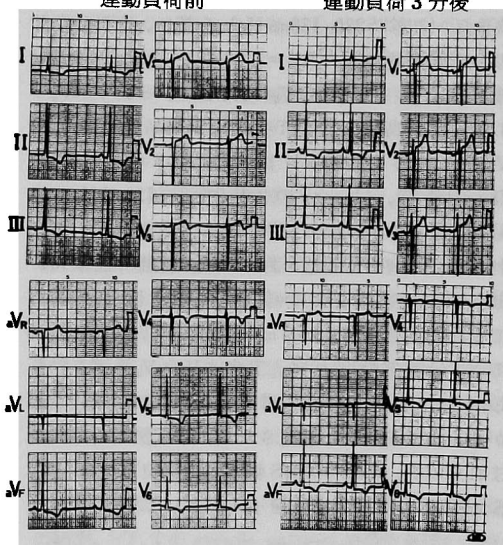 運動負荷前 運動負荷3分後
I V₁ I V₁
II V₂ II V₂
III V₃ III V₃
aVR V₄ aVR V₄
aVL V₅ aVL V₅
aVF V₆ aVF V₆